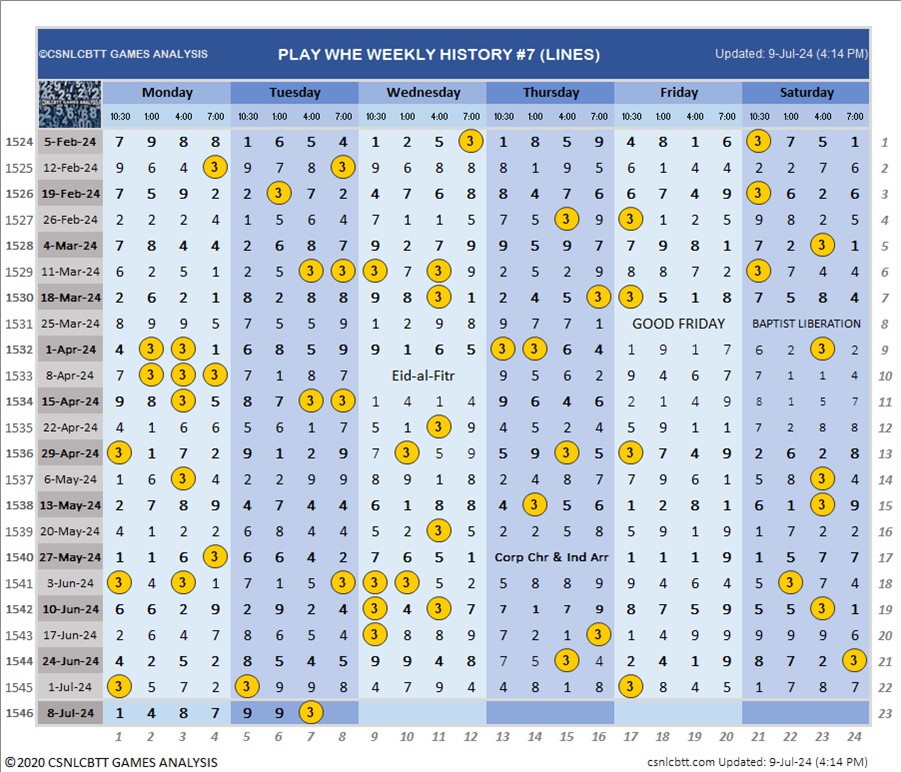 ©CSNLCBTT GAMES ANALYSIS PLAY WHE WEEKLY HISTORY #7 (LINES) Updated: 9-Jul-24 (4:14 PM)
Monday Tuesday Wednesday Thursday Friday Saturday
10:30 1:00 4:00 7:00 10:30 1:00 4:00 7:00 10:30 1:00 4:00 7:00 10:30 1:00 4:00 7:00 10:30 1:00 4:00 7:00 10:30 1:00 4:00 7:00
1524 5-Feb-24 7 9 8 8 1 6 5 4 1 2 5 3 1 8 5 9 4 8 1 6 3 7 5 1 1
1525 12-Feb-24 9 6 4 3 9 7 8 3 9 6 8 8 8 1 9 5 6 1 4 5 2 2 7 6 2
1526 19-Feb-24 7 5 9 2 2 3 7 2 4 7 6 8 8 4 7 6 6 7 4 9 3 6 2 6 3
1527 26-Feb-24 2 2 2 4 1 5 6 4 7 1 1 5 7 5 3 9 3 1 2 5 9 8 2 5 4
1528 4-Mar-24 7 8 4 4 2 6 8 7 9 2 7 9 9 5 9 7 7 9 8 1 7 2 3 1 5
1529 11-Mar-24 6 2 5 1 2 5 3 3 3 7 3 9 2 5 2 9 8 8 7 2 3 7 4 4 6
1530 18-Mar-24 2 6 2 1 8 2 8 8 9 8 3 1 2 4 5 3 3 5 1 8 7 5 8 4 7
1531 25-Mar-24 8 9 9 5 7 5 5 9 1 2 9 8 9 7 7 1 GOOD FRIDAY BAPTIST LIBERATION 8
1532 1-Apr-24 4 3 3 1 6 8 5 9 9 1 6 5 3 3 6 4 1 9 1 7 6 2 3 2 9
1533 8-Apr-24 7 3 3 3 7 1 8 7 Eid-al-Fitr 9 5 6 2 9 4 6 7 7 1 1 4 10
1534 15-Apr-24 9 8 3 5 8 7 3 3 1 4 1 4 9 6 4 6 2 1 4 9 8 1 5 7 11
1535 22-Apr-24 4 1 6 6 5 6 1 7 5 1 3 9 4 5 2 4 5 9 1 1 7 2 8 8 12
1536 29-Apr-24 3 1 7 2 9 1 2 9 7 3 5 9 5 9 3 5 3 7 4 9 2 6 2 8 13
1537 6-May-24 1 6 3 4 2 2 9 9 8 9 1 8 2 4 8 7 7 9 6 1 5 8 3 4 14
1538 13-May-24 2 7 8 9 4 7 4 4 6 1 8 8 4 3 5 6 1 2 8 1 6 1 3 9 15
1539 20-May-24 4 1 2 2 6 8 4 4 5 2 3 1 2 2 5 8 5 9 1 9 1 7 2 2 16
1540 27-May-24 1 1 6 3 6 6 4 2 7 6 5 1 Corp Chr & Ind Arr 1 1 1 9 1 5 7 7 17
1541 3-Jun-24 3 4 3 1 7 1 5 3 3 3 5 2 5 8 8 9 9 4 6 4 5 3 7 4 18
1542 10-Jun-24 6 6 2 9 2 9 2 4 3 4 3 7 7 1 7 9 8 7 5 9 5 5 3 1 19
1543 17-Jun-24 2 6 4 7 8 6 5 4 3 8 8 9 7 2 1 3 1 4 9 9 9 9 9 6 20
1544 24-Jun-24 4 2 5 2 8 5 4 5 9 9 4 8 7 5 3 4 2 4 1 9 8 7 2 3 21
1545 1-Jul-24 3 5 7 2 3 9 9 8 4 7 9 4 4 8 1 8 3 8 4 5 1 7 8 7 22
1546 8-Jul-24 1 4 8 7 9 9 3 23
1 2 3 4 5 6 7 8 9 10 11 12 13 14 15 16 17 18 19 20 21 22 23 24
©2020 CSNLCBTT GAMES ANALYSIS csnlcbtt.com Updated: 9-Jul-24 (4:14 PM)